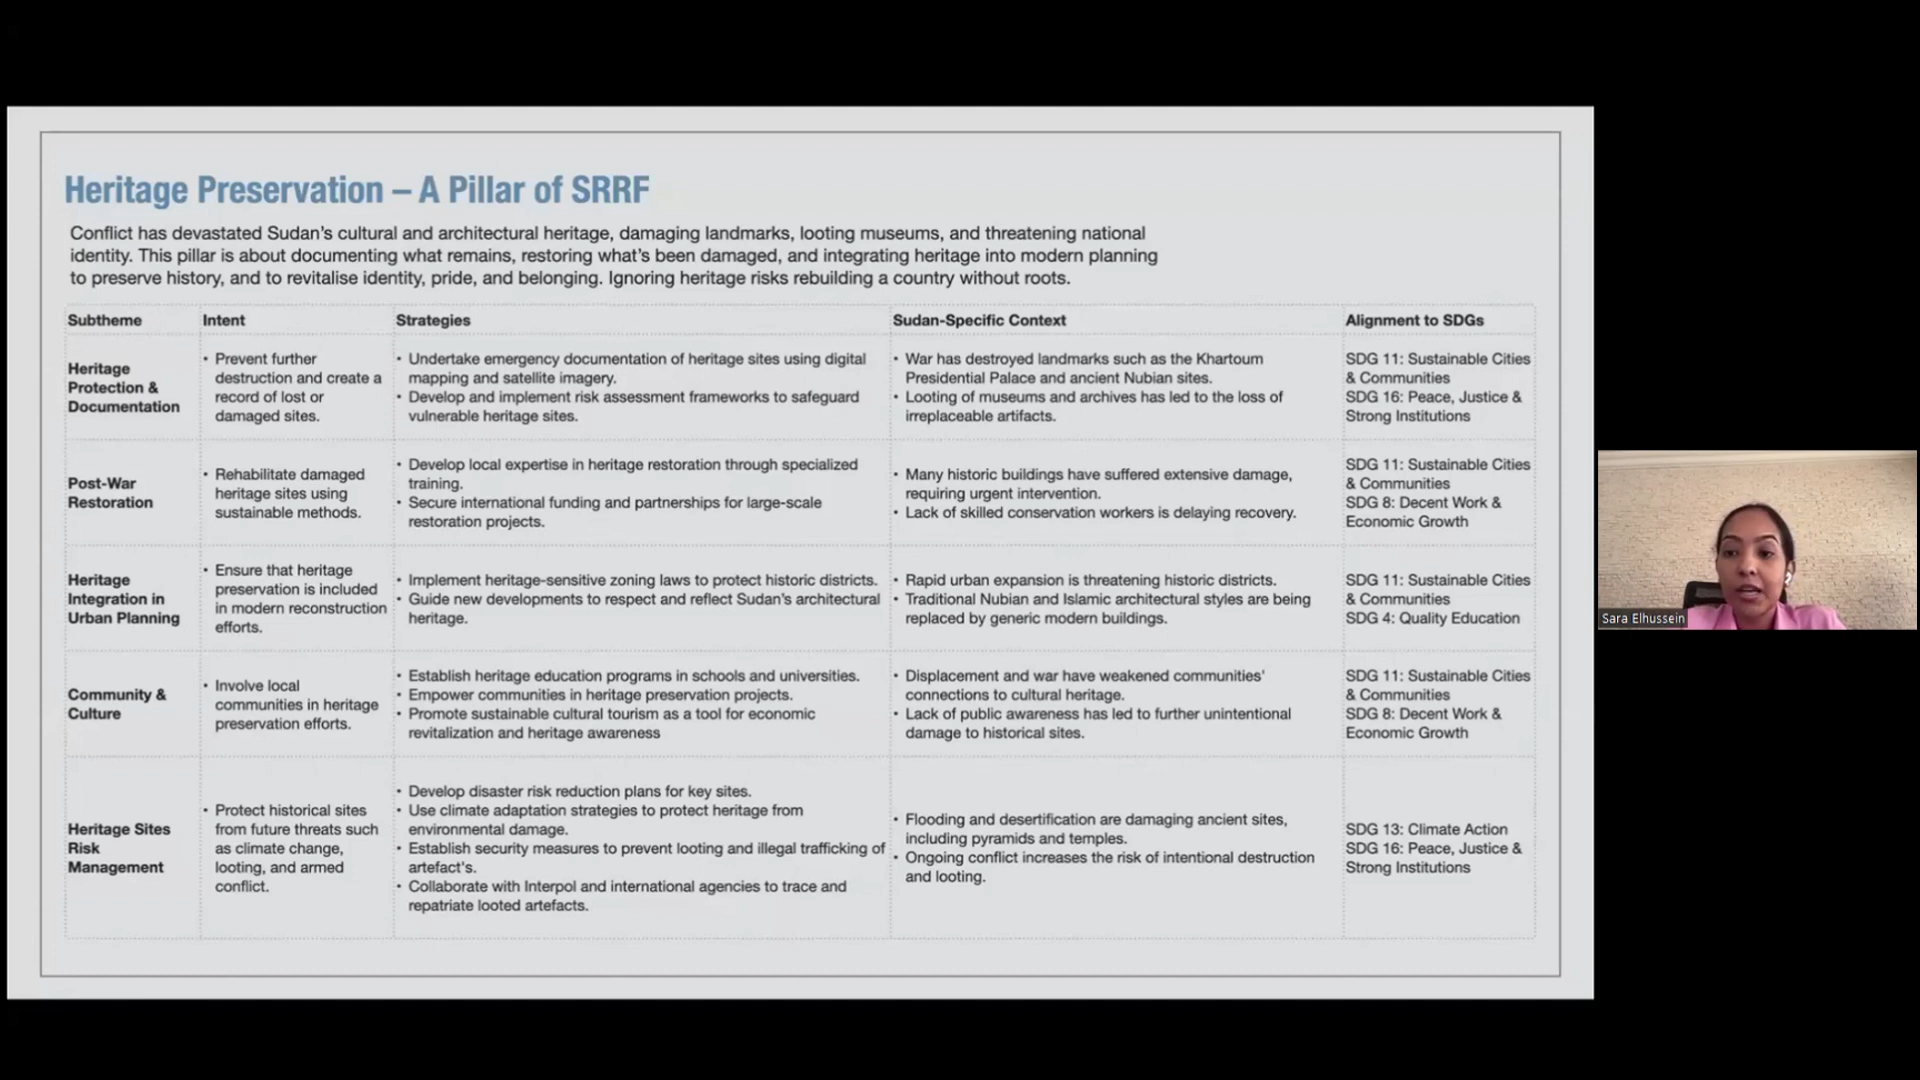 Heritage Preservation – A Pillar of SRRF
Conflict has devastated Sudan's cultural and architectural heritage, damaging landmarks, looting museums, and threatening national
identity. This pillar is about documenting what remains, restoring what's been damaged, and integrating heritage into modern planning
to preserve history, and to revitalise identity, pride, and belonging. Ignoring heritage risks rebuilding a country without roots.
Subtheme
Intent
Strategies
Sudan-Specific Context
Alignment to SDGs
Heritage
Protection &
Documentation
• Prevent further
destruction and create a
record of lost or
damaged sites.
• Undertake emergency documentation of heritage sites using digital
mapping and satellite imagery.
• Develop and implement risk assessment frameworks to safeguard
vulnerable heritage sites.
• War has destroyed landmarks such as the Khartoum
Presidential Palace and ancient Nubian sites.
• Looting of museums and archives has led to the loss of
irreplaceable artifacts.
SDG 11: Sustainable Cities
& Communities
SDG 16: Peace, Justice &
Strong Institutions
Post-War
Restoration
• Rehabilitate damaged
heritage sites using
sustainable methods.
• Develop local expertise in heritage restoration through specialized
training.
• Secure international funding and partnerships for large-scale
restoration projects.
• Many historic buildings have suffered extensive damage,
requiring urgent intervention.
• Lack of skilled conservation workers is delaying recovery.
SDG 11: Sustainable Cities
& Communities
SDG 8: Decent Work &
Economic Growth
Heritage
Integration in
Urban Planning
• Ensure that heritage
preservation is included
in modern reconstruction
efforts.
• Implement heritage-sensitive zoning laws to protect historic districts.
• Guide new developments to respect and reflect Sudan's architectural
heritage.
• Rapid urban expansion is threatening historic districts.
• Traditional Nubian and Islamic architectural styles are being
replaced by generic modern buildings.
SDG 11: Sustainable Cities
& Communities
SDG 4: Quality Education
Community &
Culture
• Involve local
communities in heritage
preservation efforts.
• Establish heritage education programs in schools and universities.
• Empower communities in heritage preservation projects.
• Promote sustainable cultural tourism as a tool for economic
revitalization and heritage awareness
• Displacement and war have weakened communities'
connections to cultural heritage.
• Lack of public awareness has led to further unintentional
damage to historical sites.
SDG 11: Sustainable Cities
& Communities
SDG 8: Decent Work &
Economic Growth
Heritage Sites
Risk
Management
• Protect historical sites
from future threats such
as climate change,
looting, and armed
conflict.
• Develop disaster risk reduction plans for key sites.
• Use climate adaptation strategies to protect heritage from
environmental damage.
• Establish security measures to prevent looting and illegal trafficking of
artefact's.
• Collaborate with Interpol and international agencies to trace and
repatriate looted artefacts.
• Flooding and desertification are damaging ancient sites,
including pyramids and temples.
• Ongoing conflict increases the risk of intentional destruction
and looting.
SDG 13: Climate Action
SDG 16: Peace, Justice &
Strong Institutions
Sara Elhussein